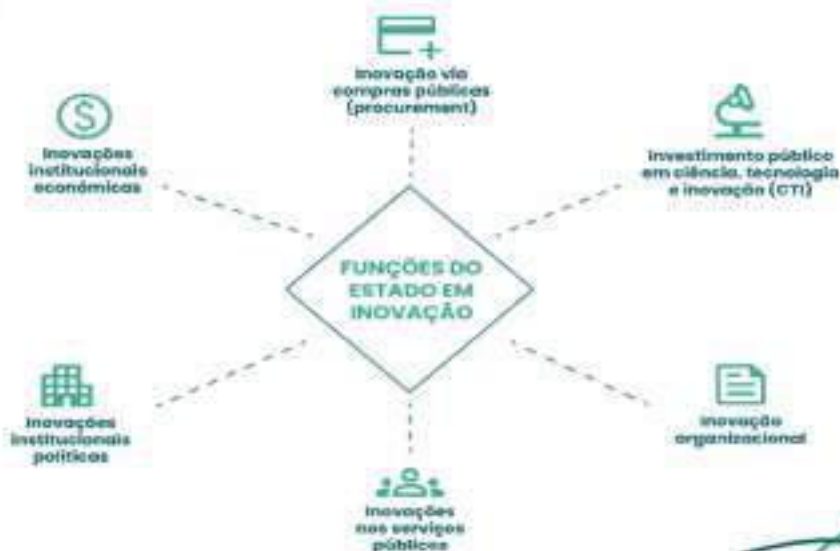 Inovação via
compras públicas
(procurement)
Inovações
institucionais
econômicas
Investimento público
em ciência, tecnologia
e inovação (CTI)
FUNÇÕES DO
ESTADO EM
INOVAÇÃO
Inovações
institucionais
políticas
Inovação
organizacional
Inovações
nos serviços
públicos